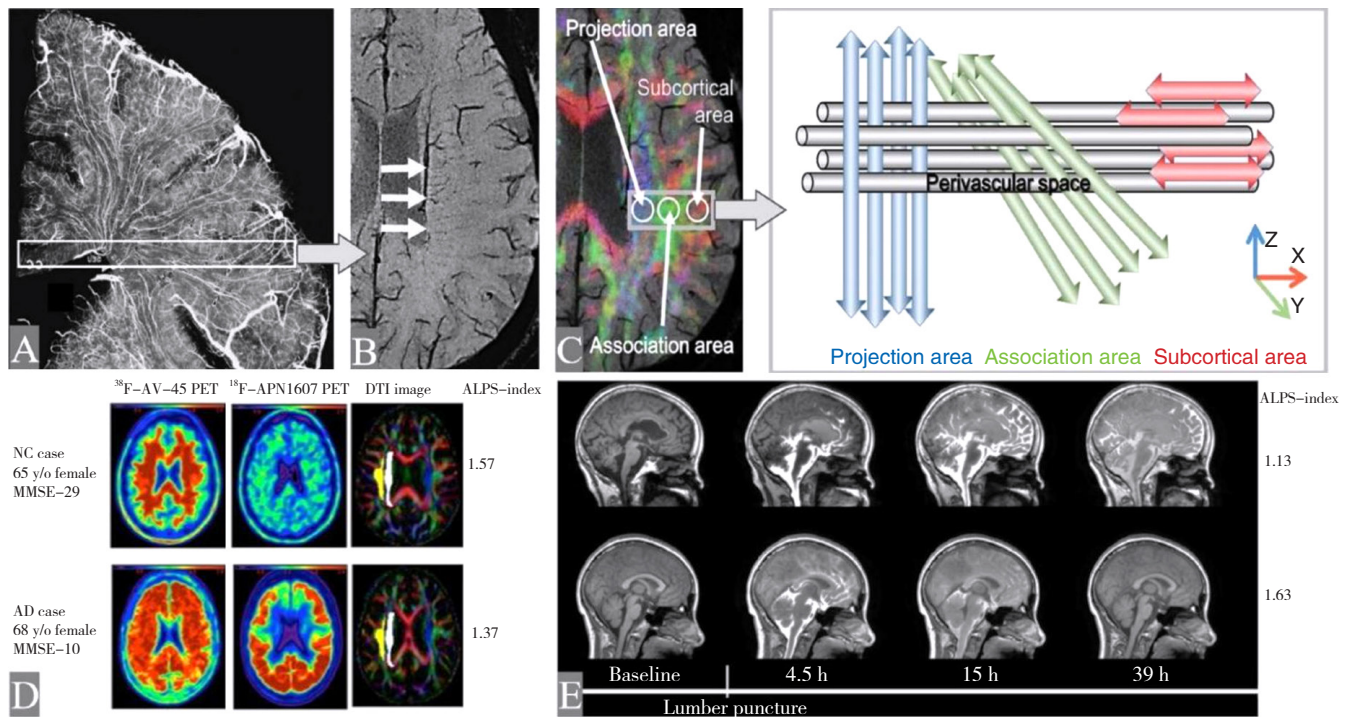 Projection area
Subcortical
area
Association area
A
B
C
Perivascular space
Z
X
Y
Projection area Association area Subcortical area
³⁸F-AV-45 PET ¹⁸F-APN1607 PET DTI image ALPS-index
NC case
65 y/o female
MMSE-29
1.57
AD case
68 y/o female
MMSE-10
1.37
D
ALPS-index
1.13
1.63
Baseline 4.5 h 15 h 39 h
Lumber puncture
E